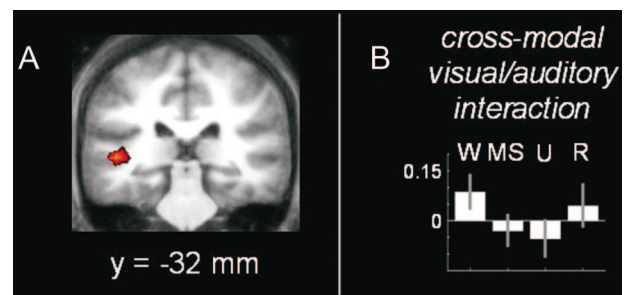 A
y = -32 mm
B
cross-modal
visual/auditory
interaction
W MS U R
0.15
0